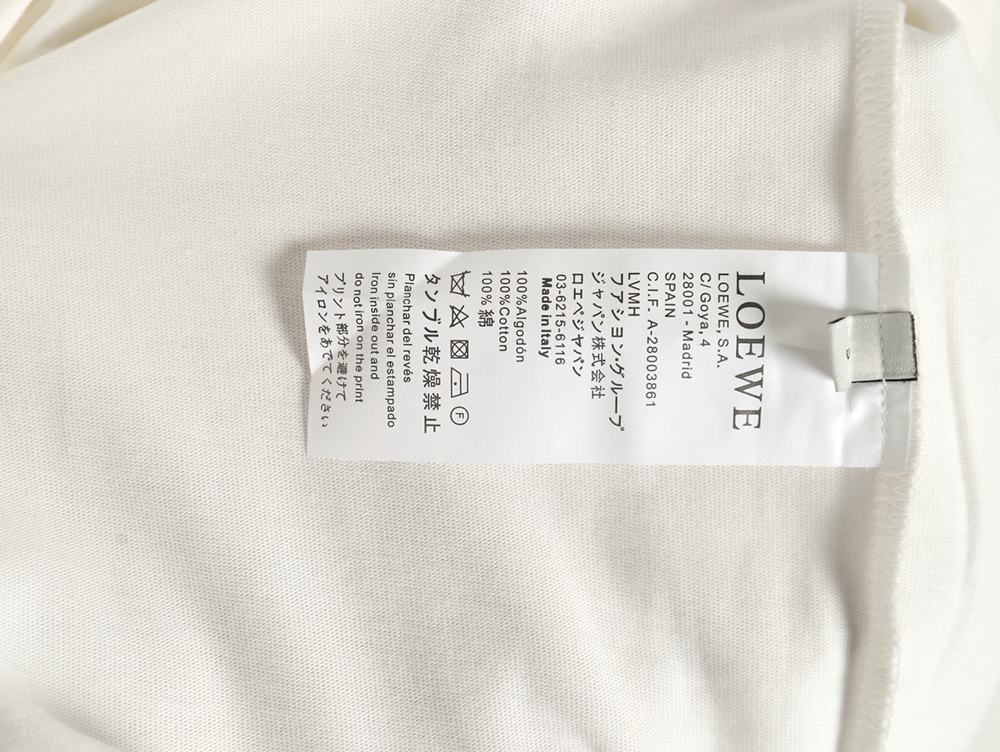 LOEWE
LOEWE, S.A.
C/ Goya, 4
28001 - Madrid
SPAIN
C.I.F. A-28003861
LVMH
ファション・グループ
ジャパン株式会社
ロエベジャパン
03-6215-6116
Made in Italy
100%Algodón
100%Cotton
100%綿
F
タンブル乾燥禁止
Planchar del revés
sin planchar el estampado
Iron inside out and
do not iron on the print
プリント部分を避けて
アイロンをあでてください
S